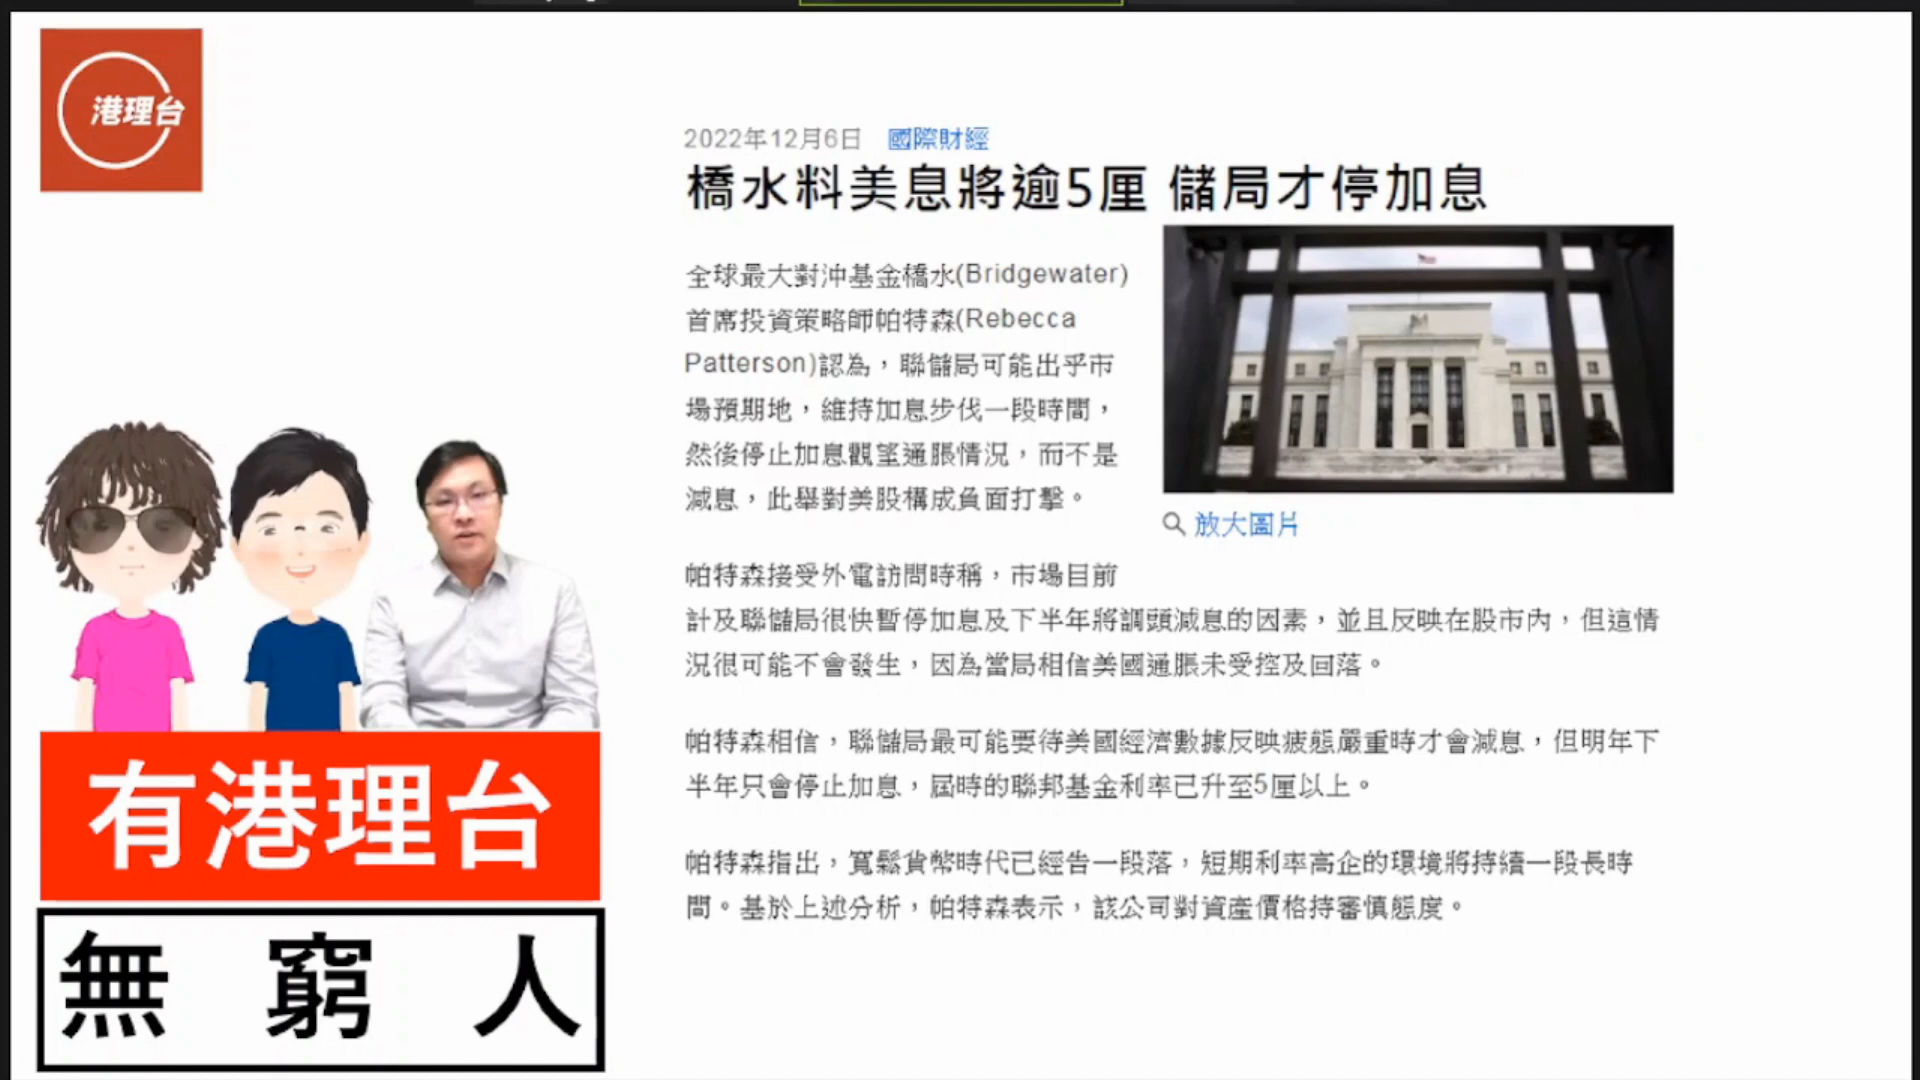 港理台
2022年12月6日 國際財經
橋水料美息將逾5厘 儲局才停加息
全球最大對沖基金橋水(Bridgewater)
首席投資策略師帕特森(Rebecca
Patterson)認為，聯儲局可能出乎市
場預期地，維持加息步伐一段時間，
然後停止加息觀望通脹情況，而不是
減息，此舉對美股構成負面打擊。
放大圖片
帕特森接受外電訪問時稱，市場目前
計及聯儲局很快暫停加息及下半年將調頭減息的因素，並且反映在股市內，但這情
況很可能不會發生，因為當局相信美國通脹未受控及回落。
帕特森相信，聯儲局最可能要待美國經濟數據反映疲態嚴重時才會減息，但明年下
半年只會停止加息，屆時的聯邦基金利率已升至5厘以上。
帕特森指出，寬鬆貨幣時代已經告一段落，短期利率高企的環境將持續一段長時
間。基於上述分析，帕特森表示，該公司對資產價格持審慎態度。
有港理台
無窮人